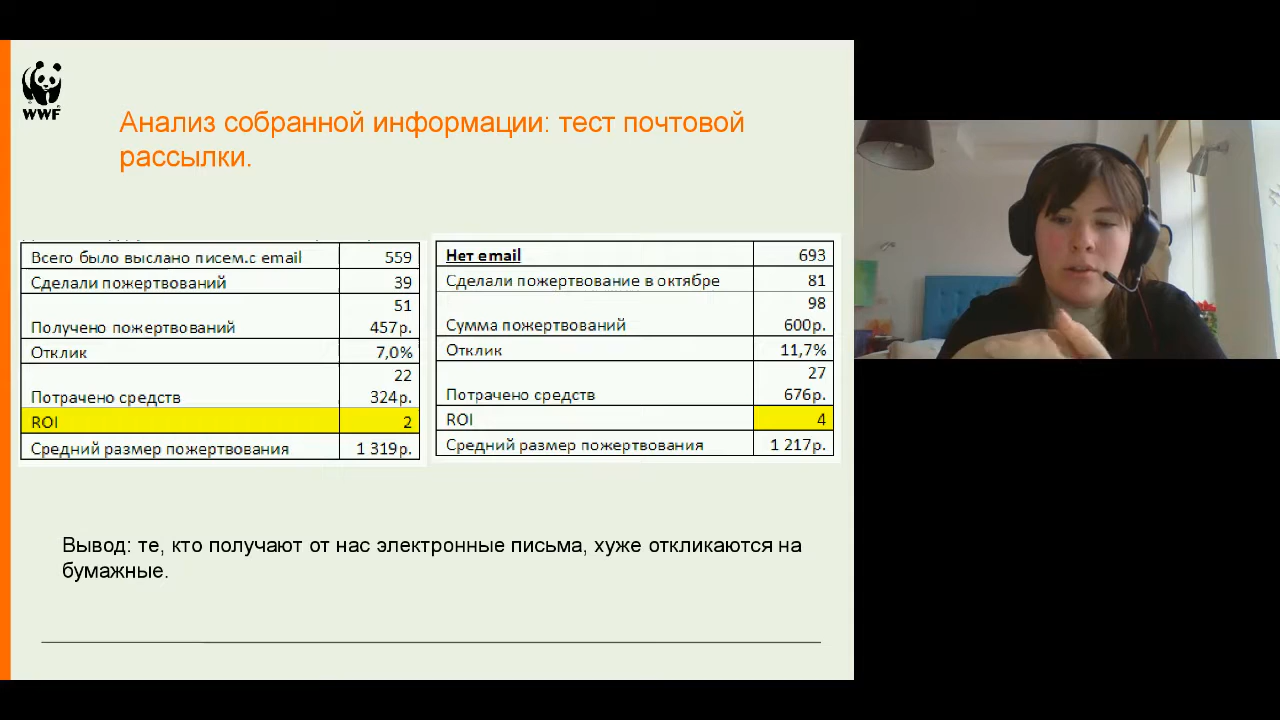 WWF
Анализ собранной информации: тест почтовой
рассылки.
Всего было выслано писем.с email 559
Сделали пожертвований 39
51
Получено пожертвований 457р.
Отклик 7,0%
22
Потрачено средств 324р.
ROI 2
Средний размер пожертвования 1 319р.
Нет email 693
Сделали пожертвование в октябре 81
98
Сумма пожертвований 600р.
Отклик 11,7%
27
Потрачено средств 676р.
ROI 4
Средний размер пожертвования 1 217р.
Вывод: те, кто получают от нас электронные письма, хуже откликаются на
бумажные.